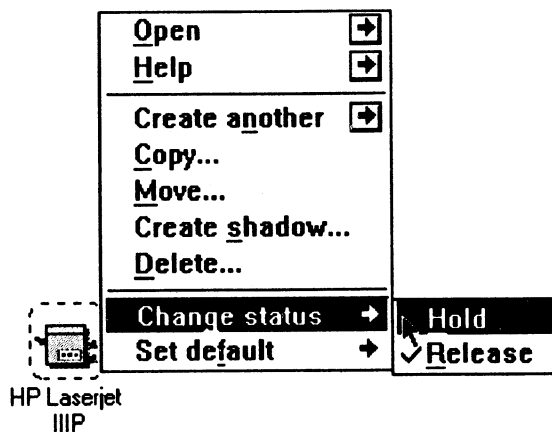 Open
Help
Create another
Copy...
Move...
Create shadow...
Delete...
Change status
Hold
Set default
Release
HP Laserjet
IIIP